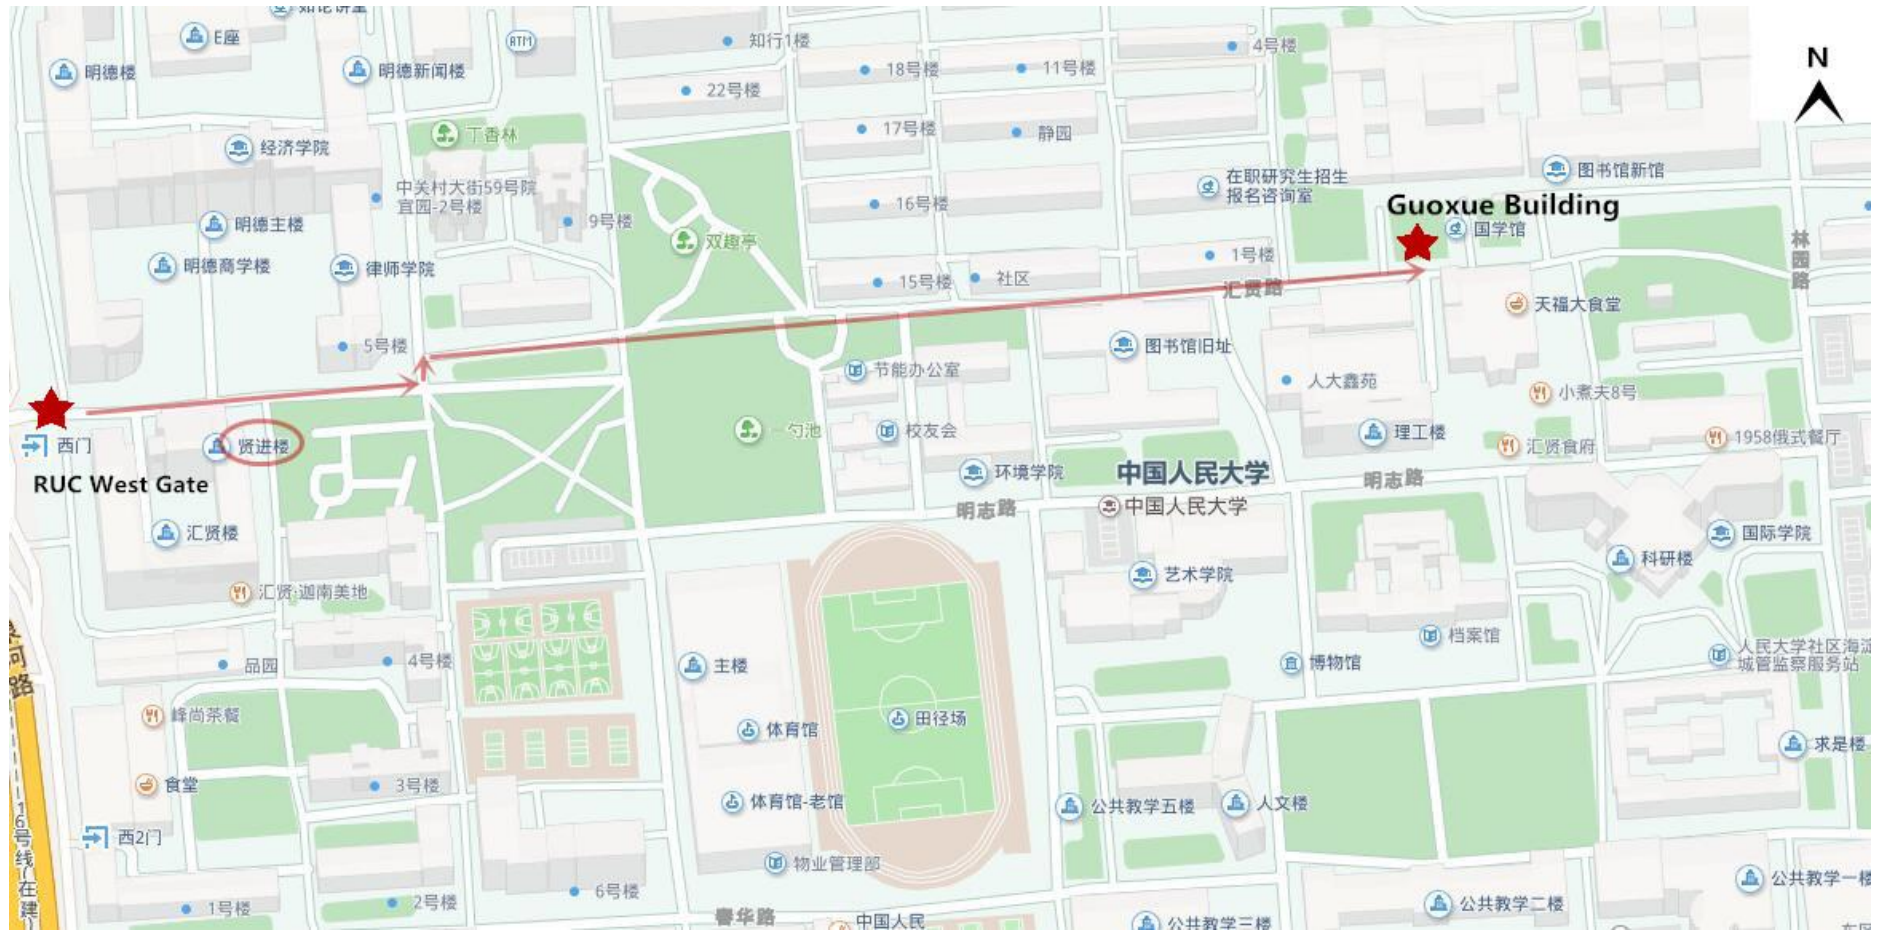 E座
ATM
知行1楼
4号楼
明德楼
明德新闻楼
18号楼
11号楼
N
22号楼
17号楼
静园
丁香林
经济学院
中关村大街59号院
宜园-2号楼
9号楼
16号楼
在职研究生招生
报名咨询室
图书馆新馆
Guoxue Building
国学馆
明德主楼
双趣亭
林园路
明德商学楼
律师学院
15号楼
社区
1号楼
汇贤路
天福大食堂
5号楼
图书馆旧址
节能办公室
人大鑫苑
小煮夫8号
西门
贤进楼
一勺池
校友会
理工楼
汇贤食府
1958俄式餐厅
RUC West Gate
环境学院
中国人民大学
明志路
明志路
中国人民大学
汇贤楼
国际学院
科研楼
汇贤·迦南美地
艺术学院
档案馆
人民大学社区海淀
城管监察服务站
品园
4号楼
主楼
博物馆
河路
峰尚茶餐
体育馆
田径场
求是楼
食堂
3号楼
体育馆-老馆
公共教学五楼
人文楼
西2门
16号线(在建)
物业管理部
6号楼
公共教学一楼
1号楼
2号楼
春华路
中国人民
公共教学三楼
公共教学二楼